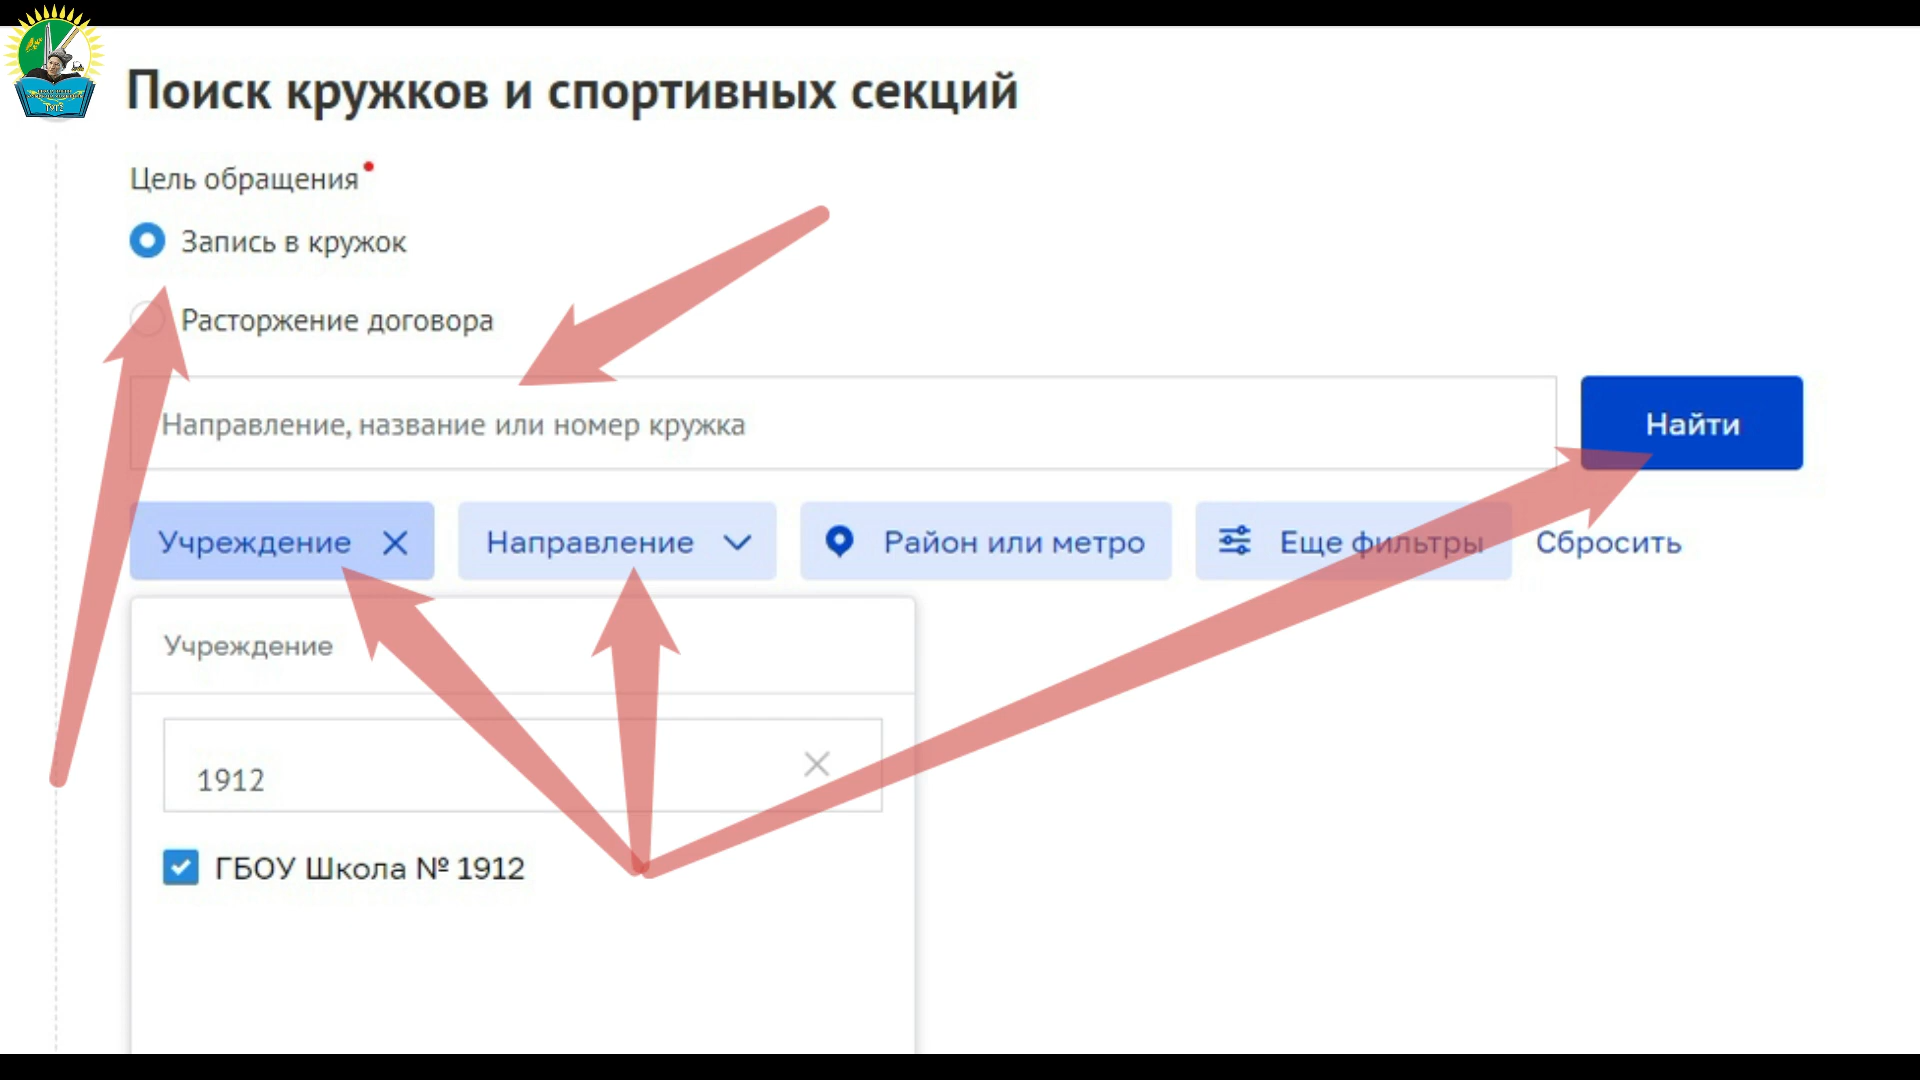 Поиск кружков и спортивных секций
Цель обращения
Запись в кружок
Расторжение договора
Направление, название или номер кружка
Найти
Учреждение
Направление
Район или метро
Еще фильтры
Сбросить
Учреждение
1912
ГБОУ Школа № 1912